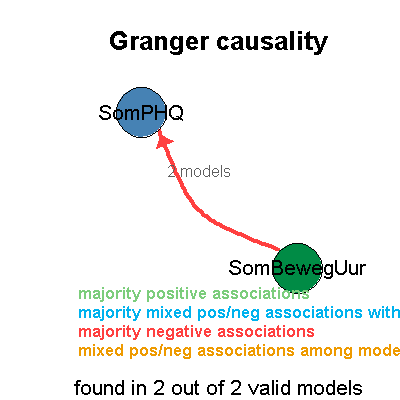 Granger causality
SomPHQ
2 models
SomBewegUur
majority positive associations
majority mixed pos/neg associations with
majority negative associations
mixed pos/neg associations among mode
found in 2 out of 2 valid models